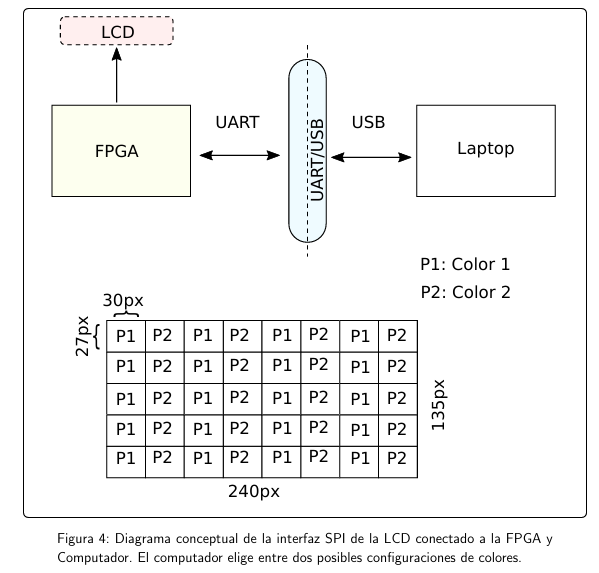 LCD
FPGA
UART
UART/USB
USB
Laptop
P1: Color 1
P2: Color 2
30px
27px
P1 P2 P1 P2 P1 P2 P1 P2
P1 P2 P1 P2 P1 P2 P1 P2
P1 P2 P1 P2 P1 P2 P1 P2
P1 P2 P1 P2 P1 P2 P1 P2
P1 P2 P1 P2 P1 P2 P1 P2
135px
240px
Figura 4: Diagrama conceptual de la interfaz SPI de la LCD conectado a la FPGA y
Computador. El computador elige entre dos posibles configuraciones de colores.